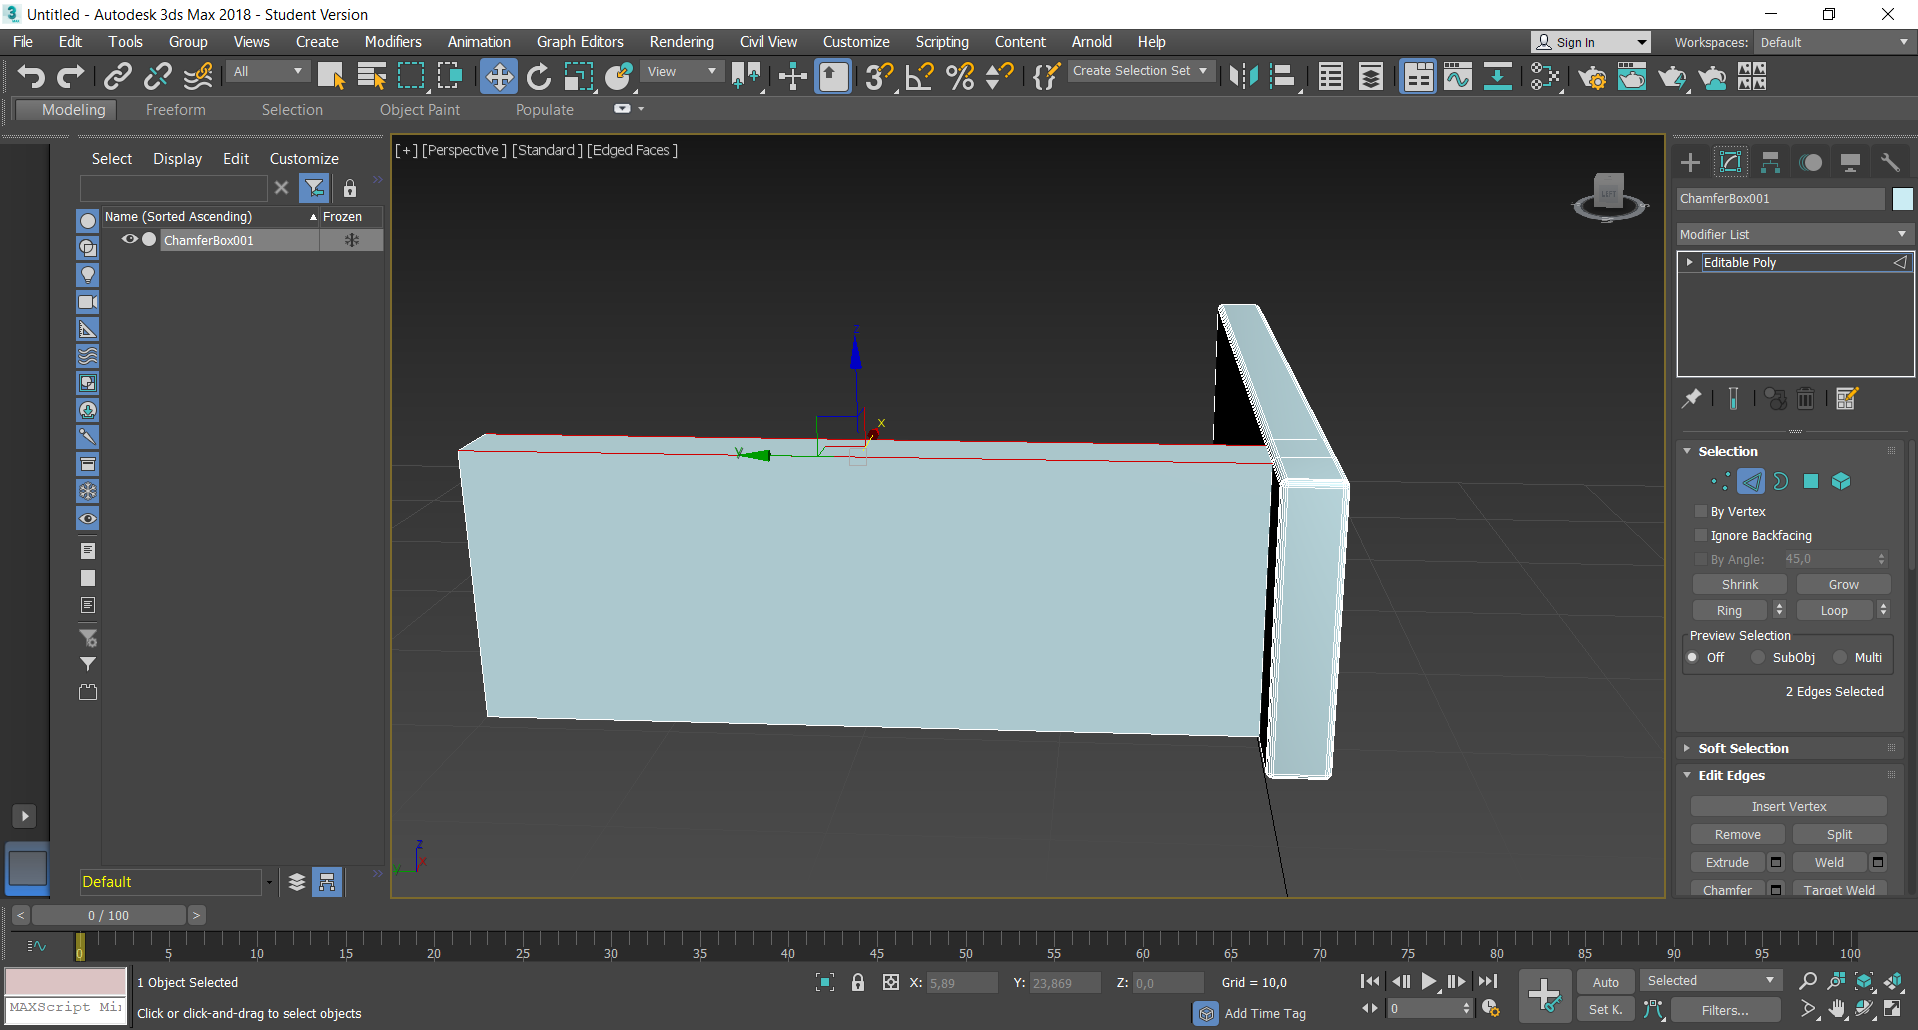 Untitled - Autodesk 3ds Max 2018 - Student Version
File Edit Tools Group Views Create Modifiers Animation Graph Editors Rendering Civil View Customize Scripting Content Arnold Help Sign In Workspaces: Default
All View Create Selection Set
Modeling Freeform Selection Object Paint Populate
Select Display Edit Customize
Name (Sorted Ascending) Frozen
ChamferBox001
Default
[+] [Perspective ] [Standard ] [Edged Faces ]
LEFT
z
x
y
z
x
y
ChamferBox001
Modifier List
Editable Poly
Selection
By Vertex
Ignore Backfacing
By Angle: 45,0
Shrink Grow
Ring Loop
Preview Selection
Off SubObj Multi
2 Edges Selected
Soft Selection
Edit Edges
Insert Vertex
Remove Split
Extrude Weld
Chamfer Target Weld
< 0 / 100 >
0 5 10 15 20 25 30 35 40 45 50 55 60 65 70 75 80 85 90 95 100
1 Object Selected X: 5,89 Y: 23,869 Z: 0,0 Grid = 10,0 Auto Selected
MAXScript Mi
Click or click-and-drag to select objects Add Time Tag 0 Set K. Filters...